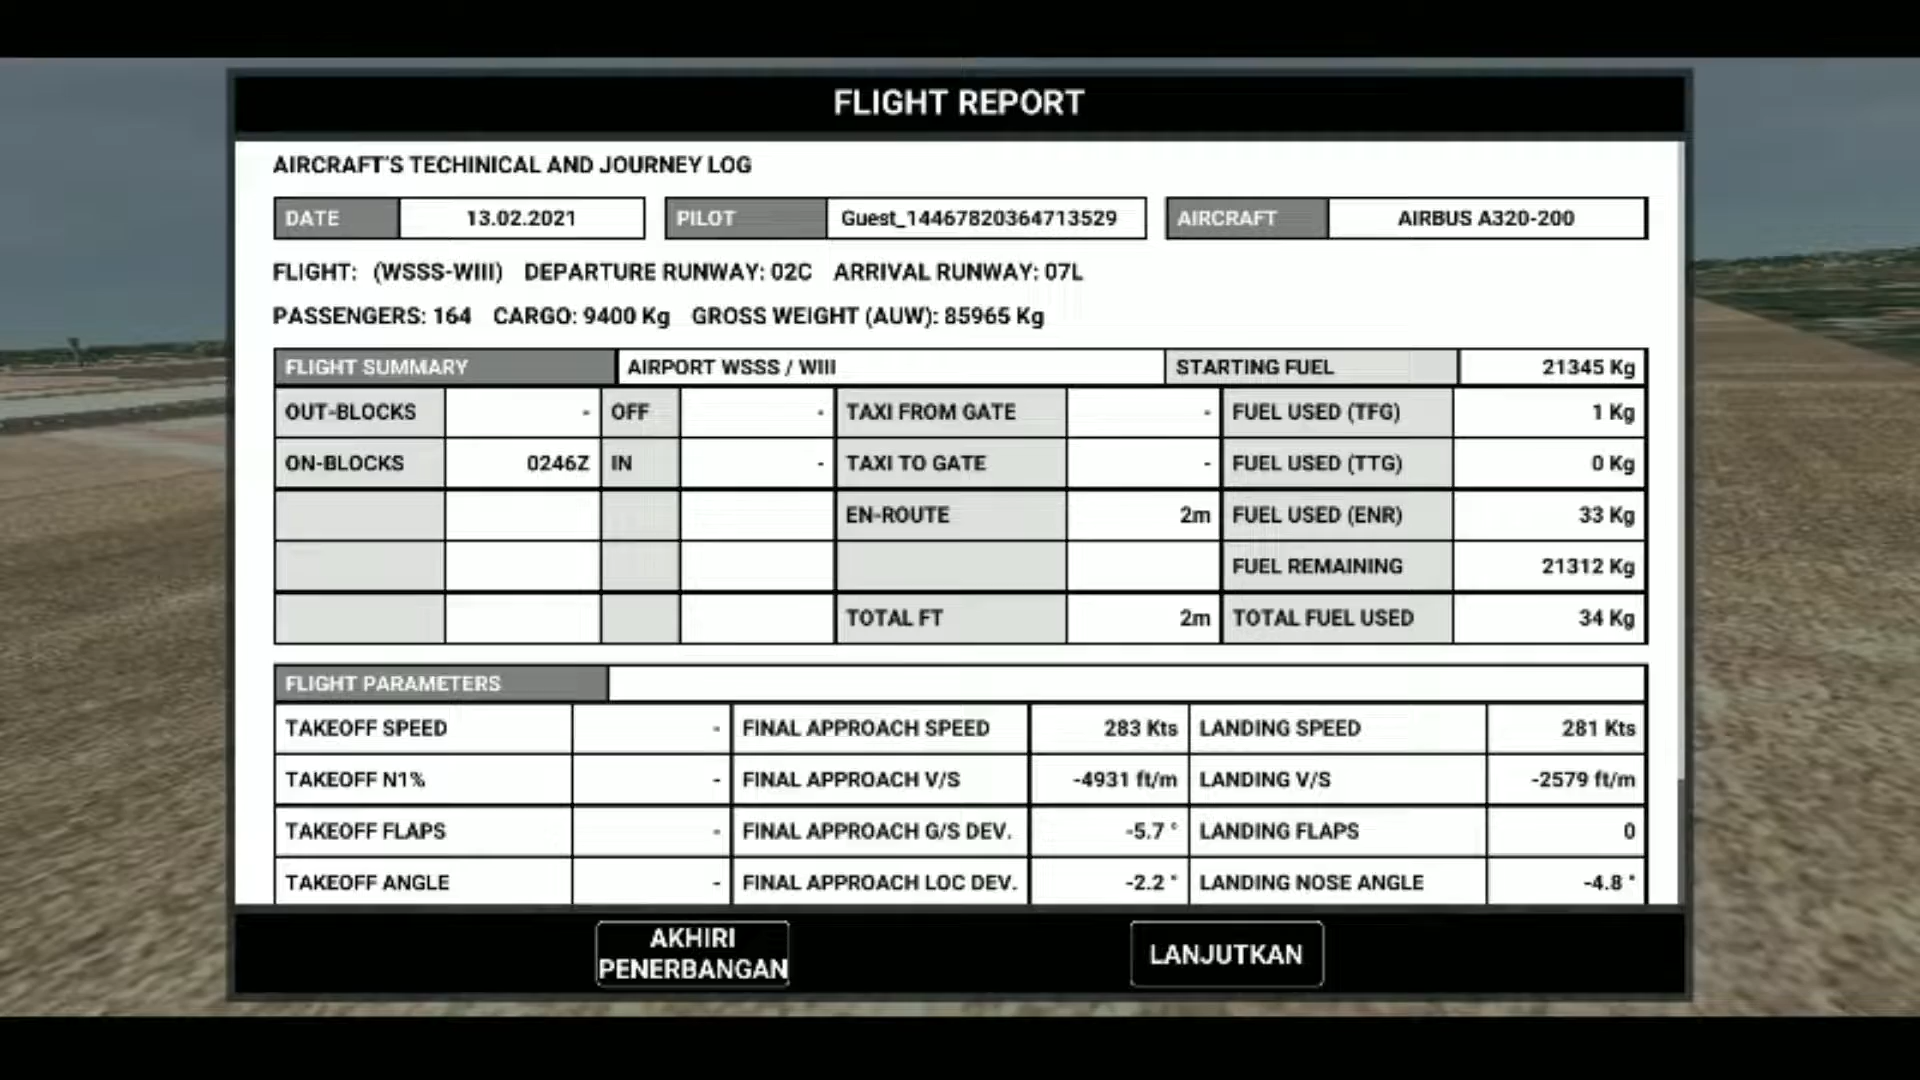 FLIGHT REPORT
AIRCRAFT'S TECHINICAL AND JOURNEY LOG
DATE 13.02.2021 PILOT Guest_14467820364713529 AIRCRAFT AIRBUS A320-200
FLIGHT: (WSSS-WIII) DEPARTURE RUNWAY: 02C ARRIVAL RUNWAY: 07L
PASSENGERS: 164 CARGO: 9400 Kg GROSS WEIGHT (AUW): 85965 Kg
FLIGHT SUMMARY AIRPORT WSSS / WIII STARTING FUEL 21345 Kg
OUT-BLOCKS - OFF - TAXI FROM GATE - FUEL USED (TFG) 1 Kg
ON-BLOCKS 0246Z IN - TAXI TO GATE - FUEL USED (TTG) 0 Kg
EN-ROUTE 2m FUEL USED (ENR) 33 Kg
FUEL REMAINING 21312 Kg
TOTAL FT 2m TOTAL FUEL USED 34 Kg
FLIGHT PARAMETERS
TAKEOFF SPEED - FINAL APPROACH SPEED 283 Kts LANDING SPEED 281 Kts
TAKEOFF N1% - FINAL APPROACH V/S -4931 ft/m LANDING V/S -2579 ft/m
TAKEOFF FLAPS - FINAL APPROACH G/S DEV. -5.7 ° LANDING FLAPS 0
TAKEOFF ANGLE - FINAL APPROACH LOC DEV. -2.2 ° LANDING NOSE ANGLE -4.8 °
AKHIRI
PENERBANGAN
LANJUTKAN